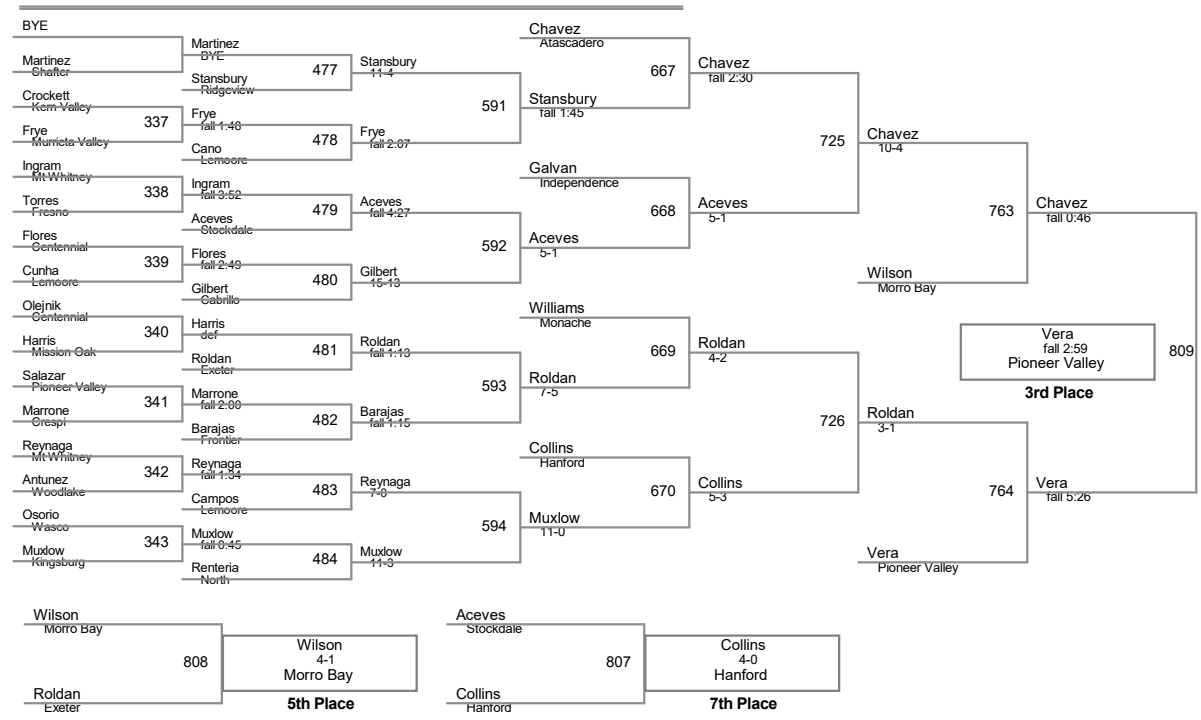 BYE
Martinez
Shafter
Crockett
Kern Valley
337
Frye
Murrieta Valley
Ingram
Mt Whitney
338
Torres
Fresno
Flores
Centennial
339
Cunha
Lemoore
Olejnik
Centennial
340
Harris
Mission Oak
Salazar
Pioneer Valley
341
Marrone
Crespi
Reynaga
Mt Whitney
342
Antunez
Woodlake
Osorio
Wasco
343
Muxlow
Kingsburg
Martinez
BYE
477
Stansbury
Ridgeview
Frye
fall 1:48
478
Cano
Lemoore
Ingram
fall 3:52
479
Aceves
Stockdale
Flores
fall 2:49
480
Gilbert
Cabrillo
Harris
def
481
Roldan
Exeter
Marrone
fall 2:00
482
Barajas
Frontier
Reynaga
fall 1:34
483
Campos
Lemoore
Muxlow
fall 0:45
484
Renteria
North
Stansbury
11-4
591
Frye
fall 2:07
Aceves
fall 4:27
592
Gilbert
15-13
Roldan
fall 1:13
593
Barajas
fall 1:15
Reynaga
7-0
594
Muxlow
11-3
Chavez
Atascadero
667
Stansbury
fall 1:45
Galvan
Independence
668
Aceves
5-1
Williams
Monache
669
Roldan
7-5
Collins
Hanford
670
Muxlow
11-0
Chavez
fall 2:30
725
Aceves
5-1
Roldan
4-2
726
Collins
5-3
Chavez
10-4
763
Wilson
Morro Bay
Roldan
3-1
764
Vera
Pioneer Valley
Chavez
fall 0:46
809
Vera
fall 5:26
Vera
fall 2:59
Pioneer Valley
3rd Place
Wilson
Morro Bay
808
Roldan
Exeter
Wilson
4-1
Morro Bay
5th Place
Aceves
Stockdale
807
Collins
Hanford
Collins
4-0
Hanford
7th Place